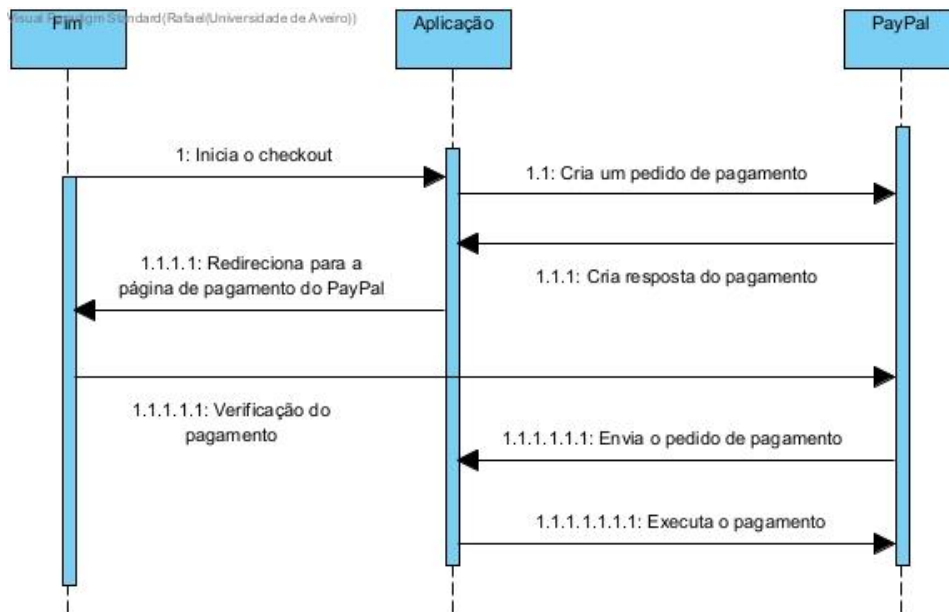 Visual Paradigm Standard(Rafael(Universidade de Aveiro))
Fim
Aplicação
PayPal
1: Inicia o checkout
1.1: Cria um pedido de pagamento
1.1.1.1: Redireciona para a
página de pagamento do PayPal
1.1.1: Cria resposta do pagamento
1.1.1.1.1: Verificação do
pagamento
1.1.1.1.1.1: Envia o pedido de pagamento
1.1.1.1.1.1.1: Executa o pagamento